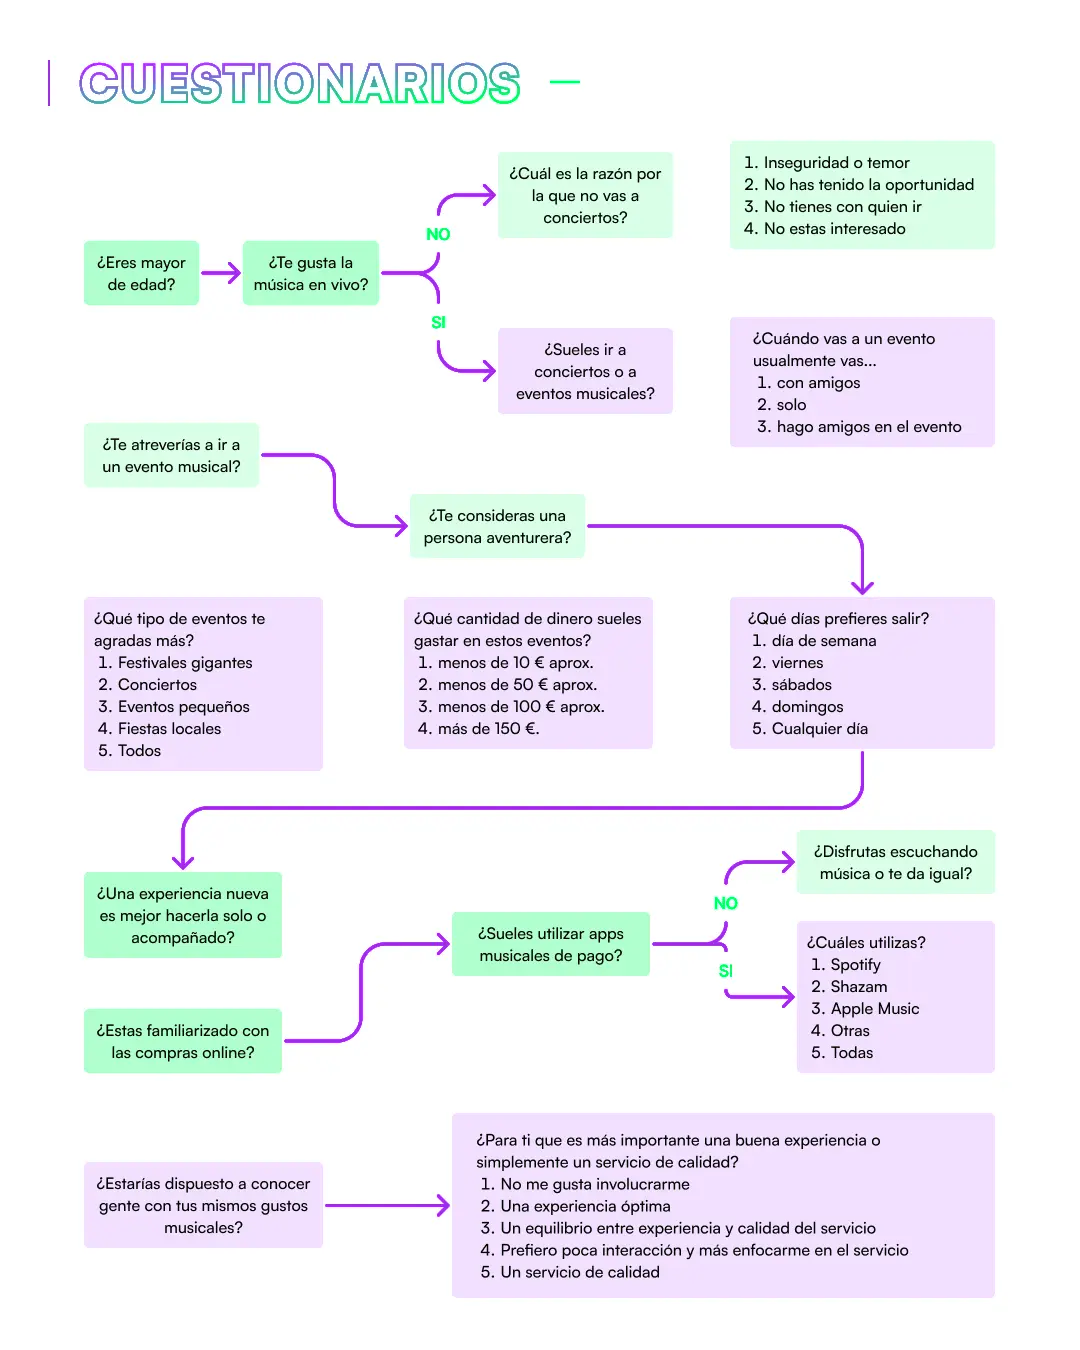 CUESTIONARIOS
¿Eres mayor
de edad?
¿Te gusta la
música en vivo?
NO
¿Cuál es la razón por
la que no vas a
conciertos?
1. Inseguridad o temor
2. No has tenido la oportunidad
3. No tienes con quien ir
4. No estas interesado
SI
¿Sueles ir a
conciertos o a
eventos musicales?
¿Cuándo vas a un evento
usualmente vas...
1. con amigos
2. solo
3. hago amigos en el evento
¿Te atreverías a ir a
un evento musical?
¿Te consideras una
persona aventurera?
¿Qué tipo de eventos te
agradas más?
1. Festivales gigantes
2. Conciertos
3. Eventos pequeños
4. Fiestas locales
5. Todos
¿Qué cantidad de dinero sueles
gastar en estos eventos?
1. menos de 10 € aprox.
2. menos de 50 € aprox.
3. menos de 100 € aprox.
4. más de 150 €.
¿Qué días prefieres salir?
1. día de semana
2. viernes
3. sábados
4. domingos
5. Cualquier día
¿Una experiencia nueva
es mejor hacerla solo o
acompañado?
¿Estas familiarizado con
las compras online?
¿Sueles utilizar apps
musicales de pago?
NO
¿Disfrutas escuchando
música o te da igual?
SI
¿Cuáles utilizas?
1. Spotify
2. Shazam
3. Apple Music
4. Otras
5. Todas
¿Estarías dispuesto a conocer
gente con tus mismos gustos
musicales?
¿Para ti que es más importante una buena experiencia o
simplemente un servicio de calidad?
1. No me gusta involucrarme
2. Una experiencia óptima
3. Un equilibrio entre experiencia y calidad del servicio
4. Prefiero poca interacción y más enfocarme en el servicio
5. Un servicio de calidad